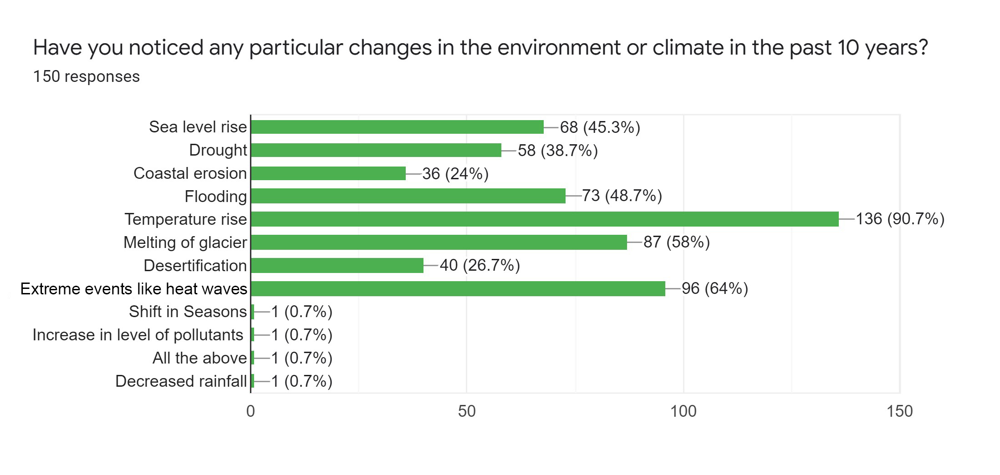 Have you noticed any particular changes in the environment or climate in the past 10 years?
150 responses
Sea level rise 68 (45.3%)
Drought 58 (38.7%)
Coastal erosion 36 (24%)
Flooding 73 (48.7%)
Temperature rise 136 (90.7%)
Melting of glacier 87 (58%)
Desertification 40 (26.7%)
Extreme events like heat waves 96 (64%)
Shift in Seasons 1 (0.7%)
Increase in level of pollutants 1 (0.7%)
All the above 1 (0.7%)
Decreased rainfall 1 (0.7%)
0 50 100 150